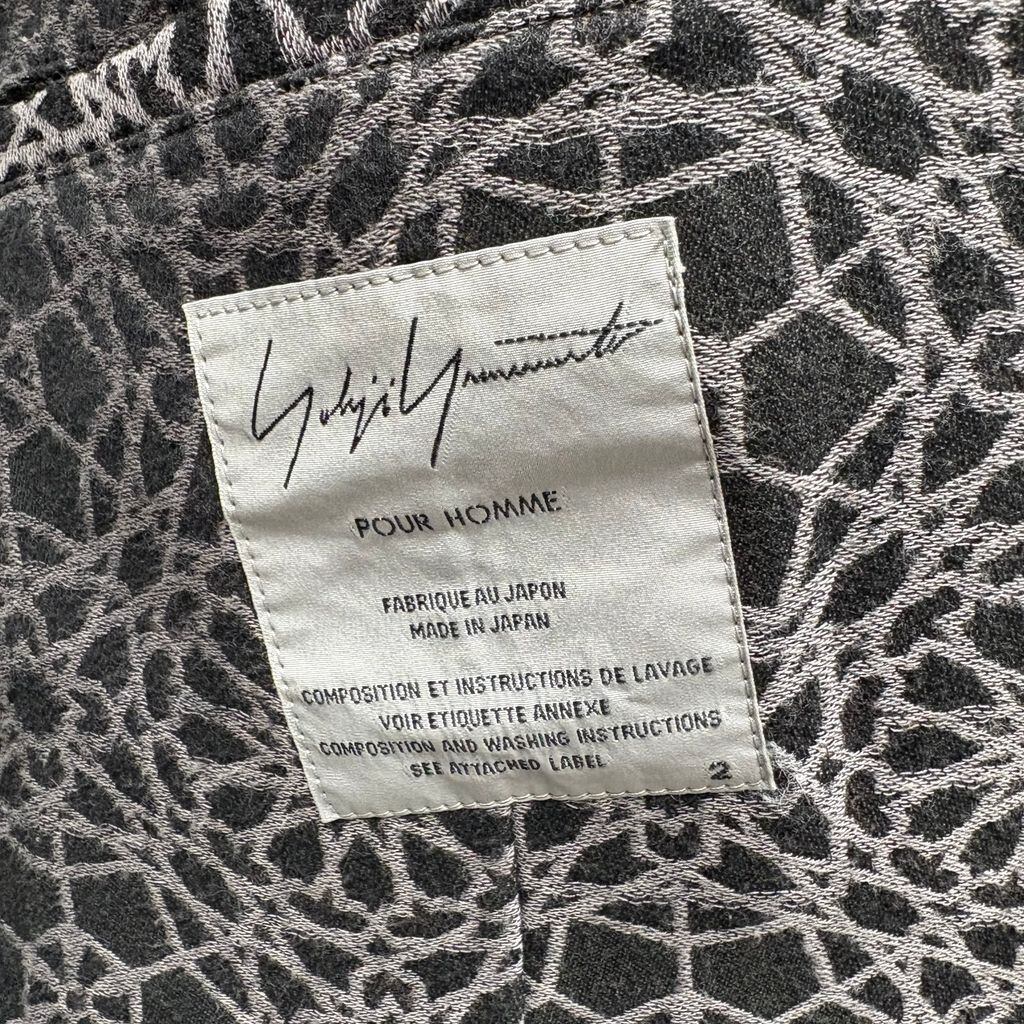 Yohji Yamamoto
POUR HOMME
FABRIQUE AU JAPON
MADE IN JAPAN
COMPOSITION ET INSTRUCTIONS DE LAVAGE
VOIR ETIQUETTE ANNEXE
COMPOSITION AND WASHING INSTRUCTIONS
SEE ATTACHED LABEL
2